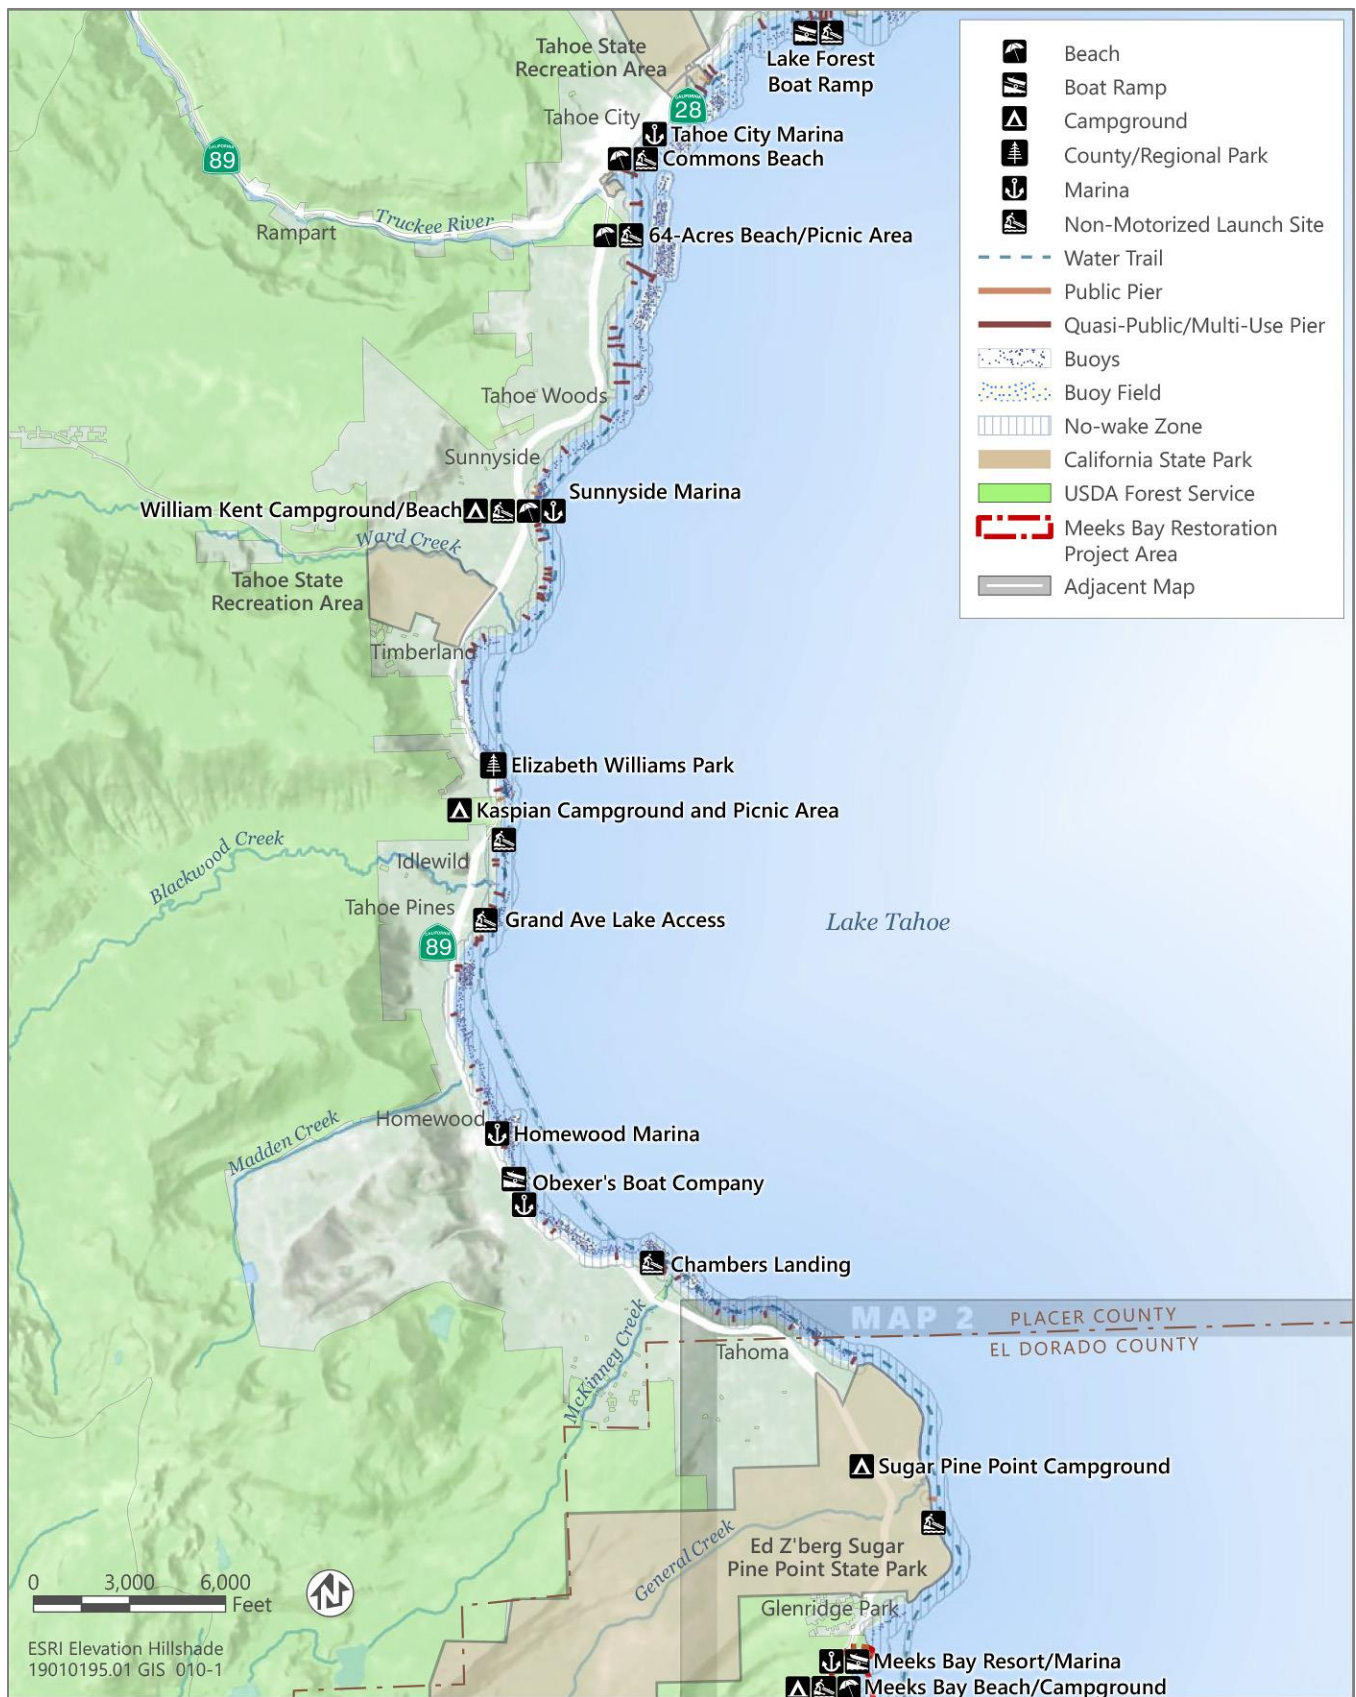 Tahoe State
Recreation Area
Lake Forest
Boat Ramp
CALIFORNIA
28
Tahoe City
Tahoe City Marina
Commons Beach
CALIFORNIA
89
Truckee River
Rampart
64-Acres Beach/Picnic Area
Tahoe Woods
Sunnyside
Sunnyside Marina
William Kent Campground/Beach
Ward Creek
Tahoe State
Recreation Area
Timberland
Elizabeth Williams Park
Kaspian Campground and Picnic Area
Blackwood Creek
Idlewild
Tahoe Pines
Grand Ave Lake Access
CALIFORNIA
89
Lake Tahoe
Homewood
Madden Creek
Homewood Marina
Obexer's Boat Company
Chambers Landing
MAP 2
PLACER COUNTY
EL DORADO COUNTY
McKinney Creek
Tahoma
Sugar Pine Point Campground
General Creek
Ed Z'berg Sugar
Pine Point State Park
Glenridge Park
Meeks Bay Resort/Marina
Meeks Bay Beach/Campground
Beach
Boat Ramp
Campground
County/Regional Park
Marina
Non-Motorized Launch Site
Water Trail
Public Pier
Quasi-Public/Multi-Use Pier
Buoys
Buoy Field
No-wake Zone
California State Park
USDA Forest Service
Meeks Bay Restoration
Project Area
Adjacent Map
0 3,000 6,000
Feet
N
ESRI Elevation Hillshade
19010195.01 GIS 010-1